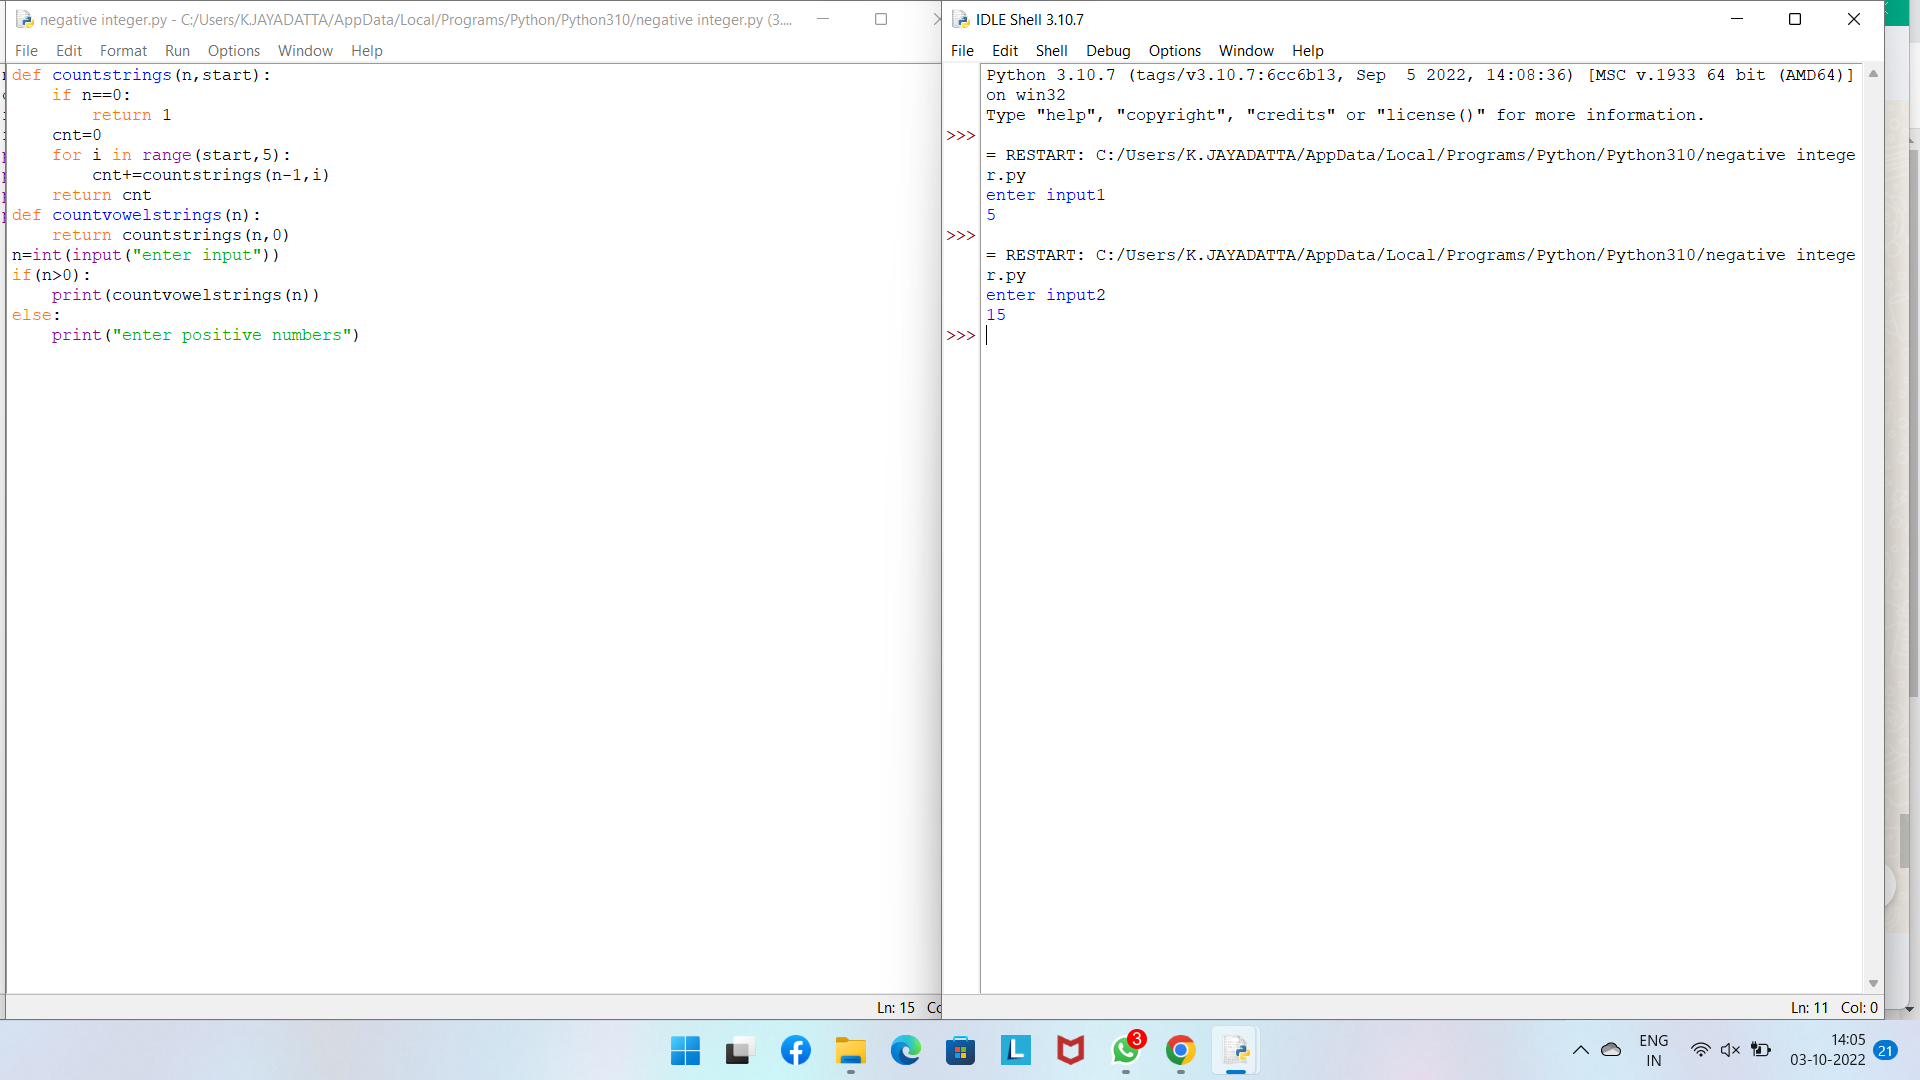 negative integer.py - C:/Users/K.JAYADATTA/AppData/Local/Programs/Python/Python310/negative integer.py (3....
File Edit Format Run Options Window Help
def countstrings(n,start):
    if n==0:
        return 1
    cnt=0
    for i in range(start,5):
        cnt+=countstrings(n-1,i)
    return cnt
def countvowelstrings(n):
    return countstrings(n,0)
n=int(input("enter input"))
if(n>0):
    print(countvowelstrings(n))
else:
    print("enter positive numbers")
Ln: 15 Co
IDLE Shell 3.10.7
File Edit Shell Debug Options Window Help
Python 3.10.7 (tags/v3.10.7:6cc6b13, Sep  5 2022, 14:08:36) [MSC v.1933 64 bit (AMD64)]
on win32
Type "help", "copyright", "credits" or "license()" for more information.
>>>
= RESTART: C:/Users/K.JAYADATTA/AppData/Local/Programs/Python/Python310/negative intege
r.py
enter input1
5
>>>
= RESTART: C:/Users/K.JAYADATTA/AppData/Local/Programs/Python/Python310/negative intege
r.py
enter input2
15
>>>
Ln: 11 Col: 0
L
3
ENG
IN
14:05
03-10-2022
21